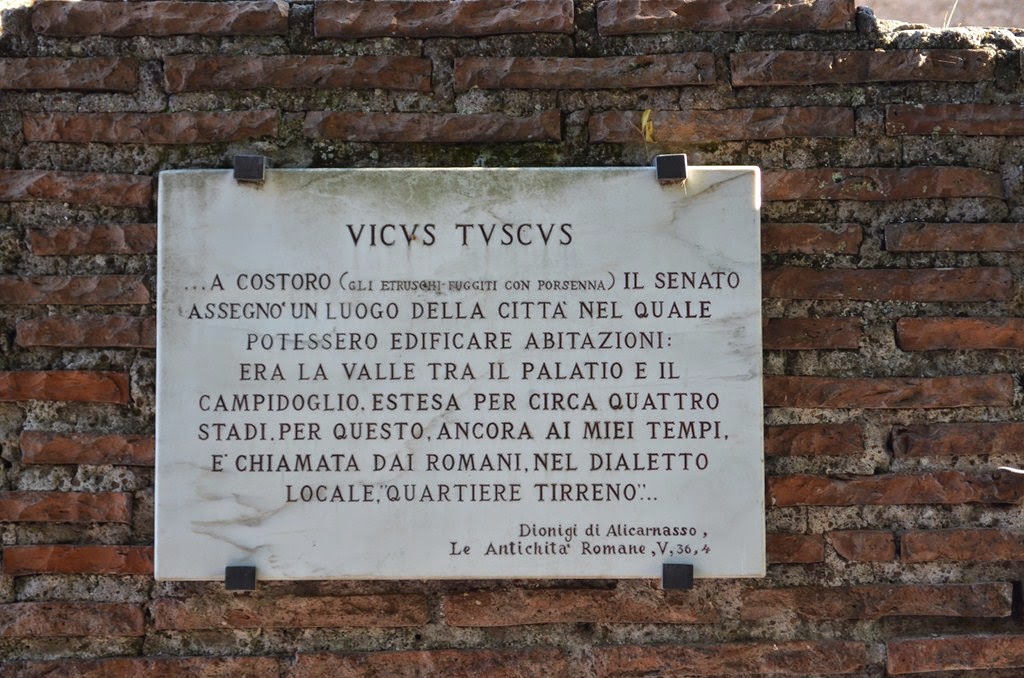 VICVS TVSCVS
...A COSTORO (GLI ETRUSCHI FUGGITI CON PORSENNA) IL SENATO
ASSEGNO' UN LUOGO DELLA CITTA' NEL QUALE
POTESSERO EDIFICARE ABITAZIONI:
ERA LA VALLE TRA IL PALATIO E IL
CAMPIDOGLIO, ESTESA PER CIRCA QUATTRO
STADI. PER QUESTO, ANCORA AI MIEI TEMPI,
E' CHIAMATA DAI ROMANI, NEL DIALETTO
LOCALE, "QUARTIERE TIRRENO"...
Dionigi di Alicarnasso,
Le Antichita' Romane, V, 36, 4